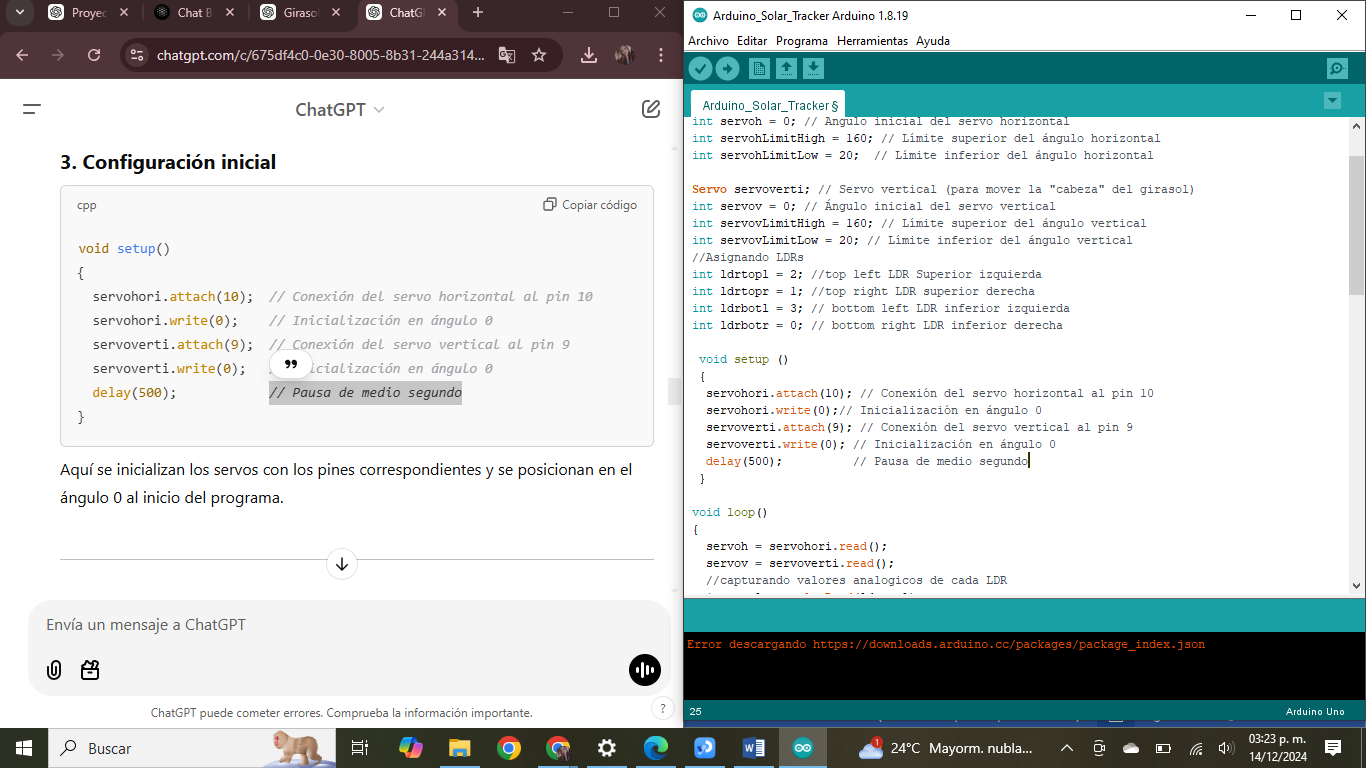 Proyec
Chat B
Giraso
ChatG
chatgpt.com/c/675df4c0-0e30-8005-8b31-244a314...
ChatGPT
3. Configuración inicial
cpp
Copiar código
void setup()
{
servohori.attach(10); // Conexión del servo horizontal al pin 10
servohori.write(0); // Inicialización en ángulo 0
servoverti.attach(9); // Conexión del servo vertical al pin 9
servoverti.write(0); icialización en ángulo 0
delay(500); // Pausa de medio segundo
}
Aquí se inicializan los servos con los pines correspondientes y se posicionan en el
ángulo 0 al inicio del programa.
Envía un mensaje a ChatGPT
ChatGPT puede cometer errores. Comprueba la información importante.
?
Arduino_Solar_Tracker Arduino 1.8.19
Archivo Editar Programa Herramientas Ayuda
Arduino_Solar_Tracker §
int servoh = 0; // Ángulo inicial del servo horizontal
int servohLimitHigh = 160; // Límite superior del ángulo horizontal
int servohLimitLow = 20; // Límite inferior del ángulo horizontal
Servo servoverti; // Servo vertical (para mover la "cabeza" del girasol)
int servov = 0; // Ángulo inicial del servo vertical
int servovLimitHigh = 160; // Límite superior del ángulo vertical
int servovLimitLow = 20; // Límite inferior del ángulo vertical
//Asignando LDRs
int ldrtopl = 2; //top left LDR Superior izquierda
int ldrtopr = 1; //top right LDR superior derecha
int ldrbotl = 3; // bottom left LDR inferior izquierda
int ldrbotr = 0; // bottom right LDR inferior derecha
void setup ()
{
servohori.attach(10); // Conexión del servo horizontal al pin 10
servohori.write(0);// Inicialización en ángulo 0
servoverti.attach(9); // Conexión del servo vertical al pin 9
servoverti.write(0); // Inicialización en ángulo 0
delay(500); // Pausa de medio segundo
}
void loop()
{
servoh = servohori.read();
servov = servoverti.read();
//capturando valores analogicos de cada LDR
Error descargando https://downloads.arduino.cc/packages/package_index.json
25
Arduino Uno
Buscar
1
24°C Mayorm. nubla...
03:23 p. m.
14/12/2024